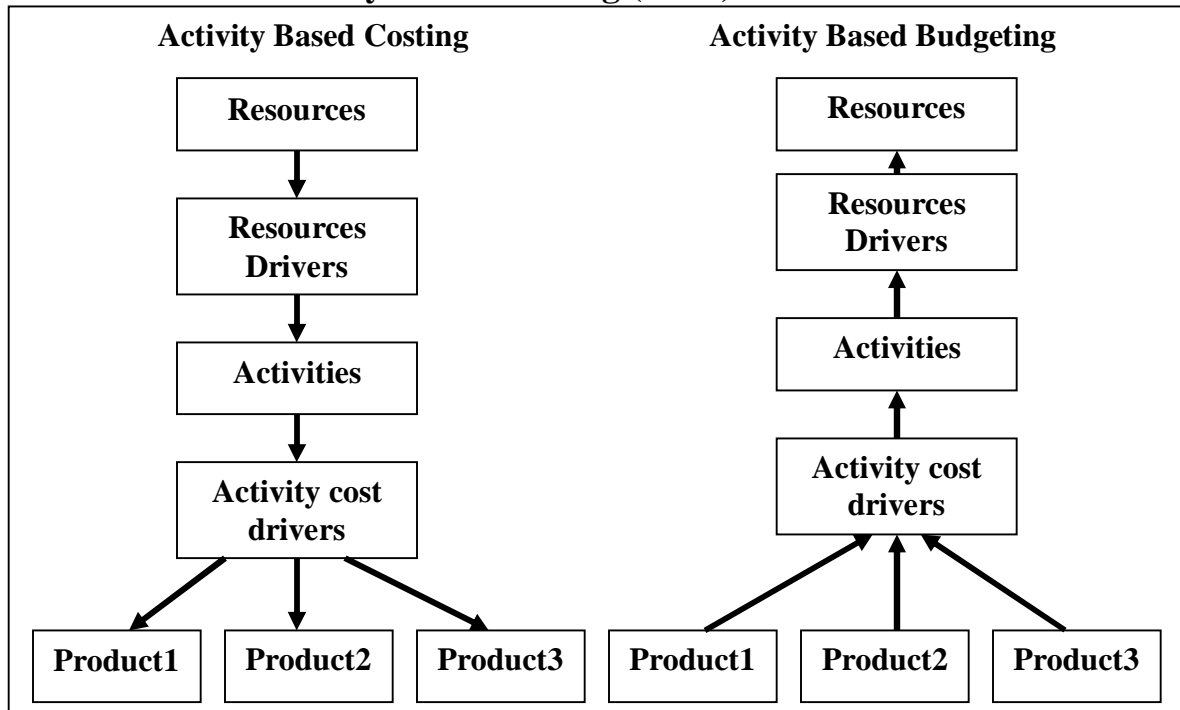 Activity Based Costing
Resources
Resources
Drivers
Activities
Activity cost
drivers
Product1 Product2 Product3
Activity Based Budgeting
Resources
Resources
Drivers
Activities
Activity cost
drivers
Product1 Product2 Product3